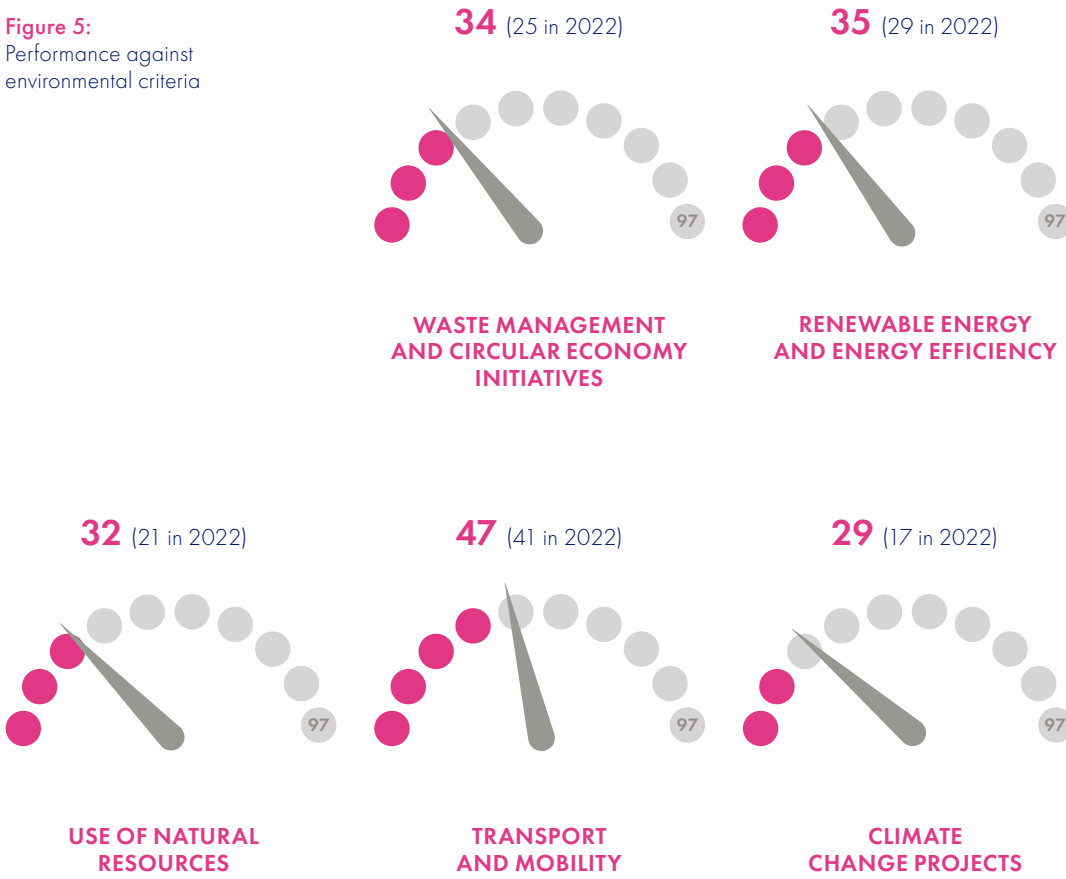 Figure 5:
Performance against
environmental criteria
34 (25 in 2022)
97
WASTE MANAGEMENT
AND CIRCULAR ECONOMY
INITIATIVES
35 (29 in 2022)
97
RENEWABLE ENERGY
AND ENERGY EFFICIENCY
32 (21 in 2022)
97
USE OF NATURAL
RESOURCES
47 (41 in 2022)
97
TRANSPORT
AND MOBILITY
29 (17 in 2022)
97
CLIMATE
CHANGE PROJECTS